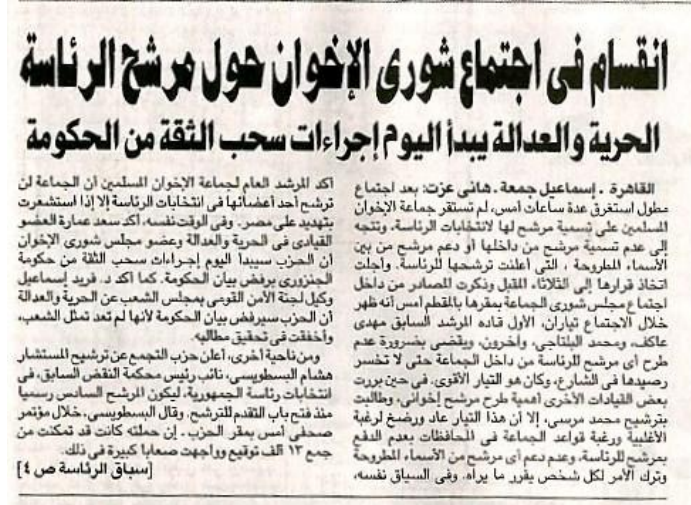 انقسام فى اجتماع شورى الإخوان حول مرشح الرئاسة
الحرية والعدالة يبدأ اليوم إجراءات سحب الثقة من الحكومة
القاهرة ـ إسماعيل جمعة ـ هانى عزت: بعد اجتماع
مطول استغرق عدة ساعات أمس، لم تستقر جماعة الإخوان
المسلمين على تسمية مرشح لها لانتخابات الرئاسة، وتتجه
إلى عدم تسمية مرشح من داخلها أو دعم مرشح من بين
الأسماء المطروحة ، التى أعلنت ترشحها للرئاسة. وأجلت
اتخاذ قرارها إلى الثلاثاء المقبل وذكرت المصادر من داخل
اجتماع مجلس شورى الجماعة بمقرها بالمقطم أمس أنه ظهر
خلال الاجتماع تياران، الأول قاده المرشد السابق مهدى
عاكف، ومحمد البلتاجى، وآخرون، ويقضى بضرورة عدم
طرح أى مرشح للرئاسة من داخل الجماعة حتى لا تخسر
رصيدها فى الشارع، وكان هو التيار الأقوى. فى حين بررت
بعض القيادات الأخرى أهمية طرح مرشح إخوانى، وطالبت
بترشيح محمد مرسى، إلا أن هذا التيار عاد ورضخ لرغبة
الأغلبية ورغبة قواعد الجماعة فى المحافظات بعدم الدفع
بمرشح للرئاسة، وعدم دعم أى مرشح من الأسماء المطروحة
وترك الأمر لكل شخص يقرر ما يراه. وفى السياق نفسه،
أكد المرشد العام لجماعة الإخوان المسلمين أن الجماعة لن
ترشح أحد أعضائها فى انتخابات الرئاسة إلا إذا استشعرت
بتهديد على مصر. وفى الوقت نفسه، أكد سعد عمارة العضو
القيادى فى الحرية والعدالة وعضو مجلس شورى الإخوان
أن الحزب سيبدأ اليوم إجراءات سحب الثقة من حكومة
الجنزورى برفض بيان الحكومة. كما أكد د. فريد إسماعيل
وكيل لجنة الأمن القومى بمجلس الشعب عن الحرية والعدالة
أن الحزب سيرفض بيان الحكومة لأنها لم تعد تمثل الشعب،
وأخفقت فى تحقيق مطالبه.
ومن ناحية أخرى، أعلن حزب التجمع عن ترشيح المستشار
هشام البسطويسى، نائب رئيس محكمة النقض السابق، فى
انتخابات رئاسة الجمهورية، ليكون المرشح السادس رسميا
منذ فتح باب التقدم للترشح. وقال البسطويسى، خلال مؤتمر
صحفى أمس بمقر الحزب ـ إن حملته كانت قد تمكنت من
جمع ١٣ ألف توقيع وواجهت صعابا كبيرة فى ذلك.
[سباق الرئاسة ص ٤]